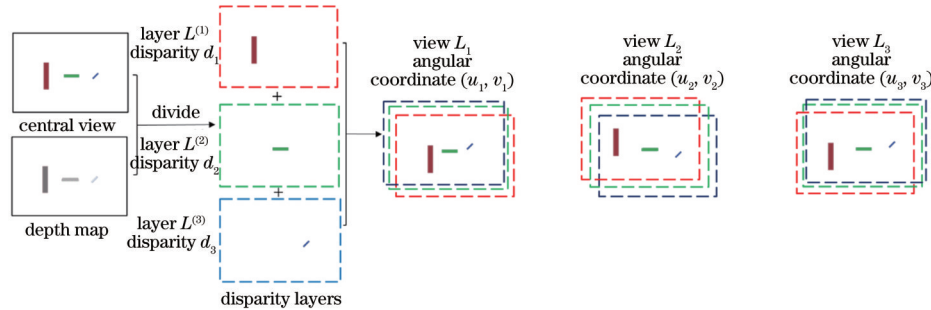 central view
depth map
divide
layer L⁽¹⁾
disparity d₁
+
layer L⁽²⁾
disparity d₂
+
layer L⁽³⁾
disparity d₃
disparity layers
view L₁
angular
coordinate (u₁, v₁)
view L₂
angular
coordinate (u₂, v₂)
view L₃
angular
coordinate (u₃, v₃)